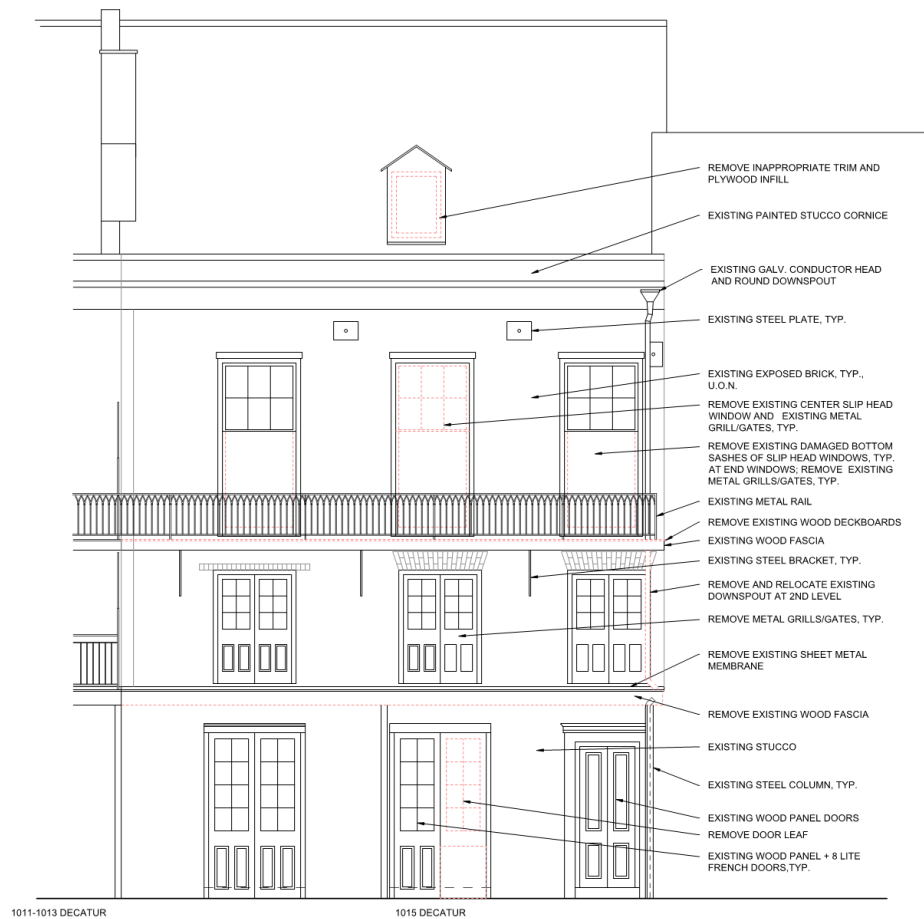 REMOVE INAPPROPRIATE TRIM AND
PLYWOOD INFILL
EXISTING PAINTED STUCCO CORNICE
EXISTING GALV. CONDUCTOR HEAD
AND ROUND DOWNSPOUT
EXISTING STEEL PLATE, TYP.
EXISTING EXPOSED BRICK, TYP.,
U.O.N.
REMOVE EXISTING CENTER SLIP HEAD
WINDOW AND EXISTING METAL
GRILL/GATES, TYP.
REMOVE EXISTING DAMAGED BOTTOM
SASHES OF SLIP HEAD WINDOWS, TYP.
AT END WINDOWS; REMOVE EXISTING
METAL GRILLS/GATES, TYP.
EXISTING METAL RAIL
REMOVE EXISTING WOOD DECKBOARDS
EXISTING WOOD FASCIA
EXISTING STEEL BRACKET, TYP.
REMOVE AND RELOCATE EXISTING
DOWNSPOUT AT 2ND LEVEL
REMOVE METAL GRILLS/GATES, TYP.
REMOVE EXISTING SHEET METAL
MEMBRANE
REMOVE EXISTING WOOD FASCIA
EXISTING STUCCO
EXISTING STEEL COLUMN, TYP.
EXISTING WOOD PANEL DOORS
REMOVE DOOR LEAF
EXISTING WOOD PANEL + 8 LITE
FRENCH DOORS,TYP.
1011-1013 DECATUR
1015 DECATUR